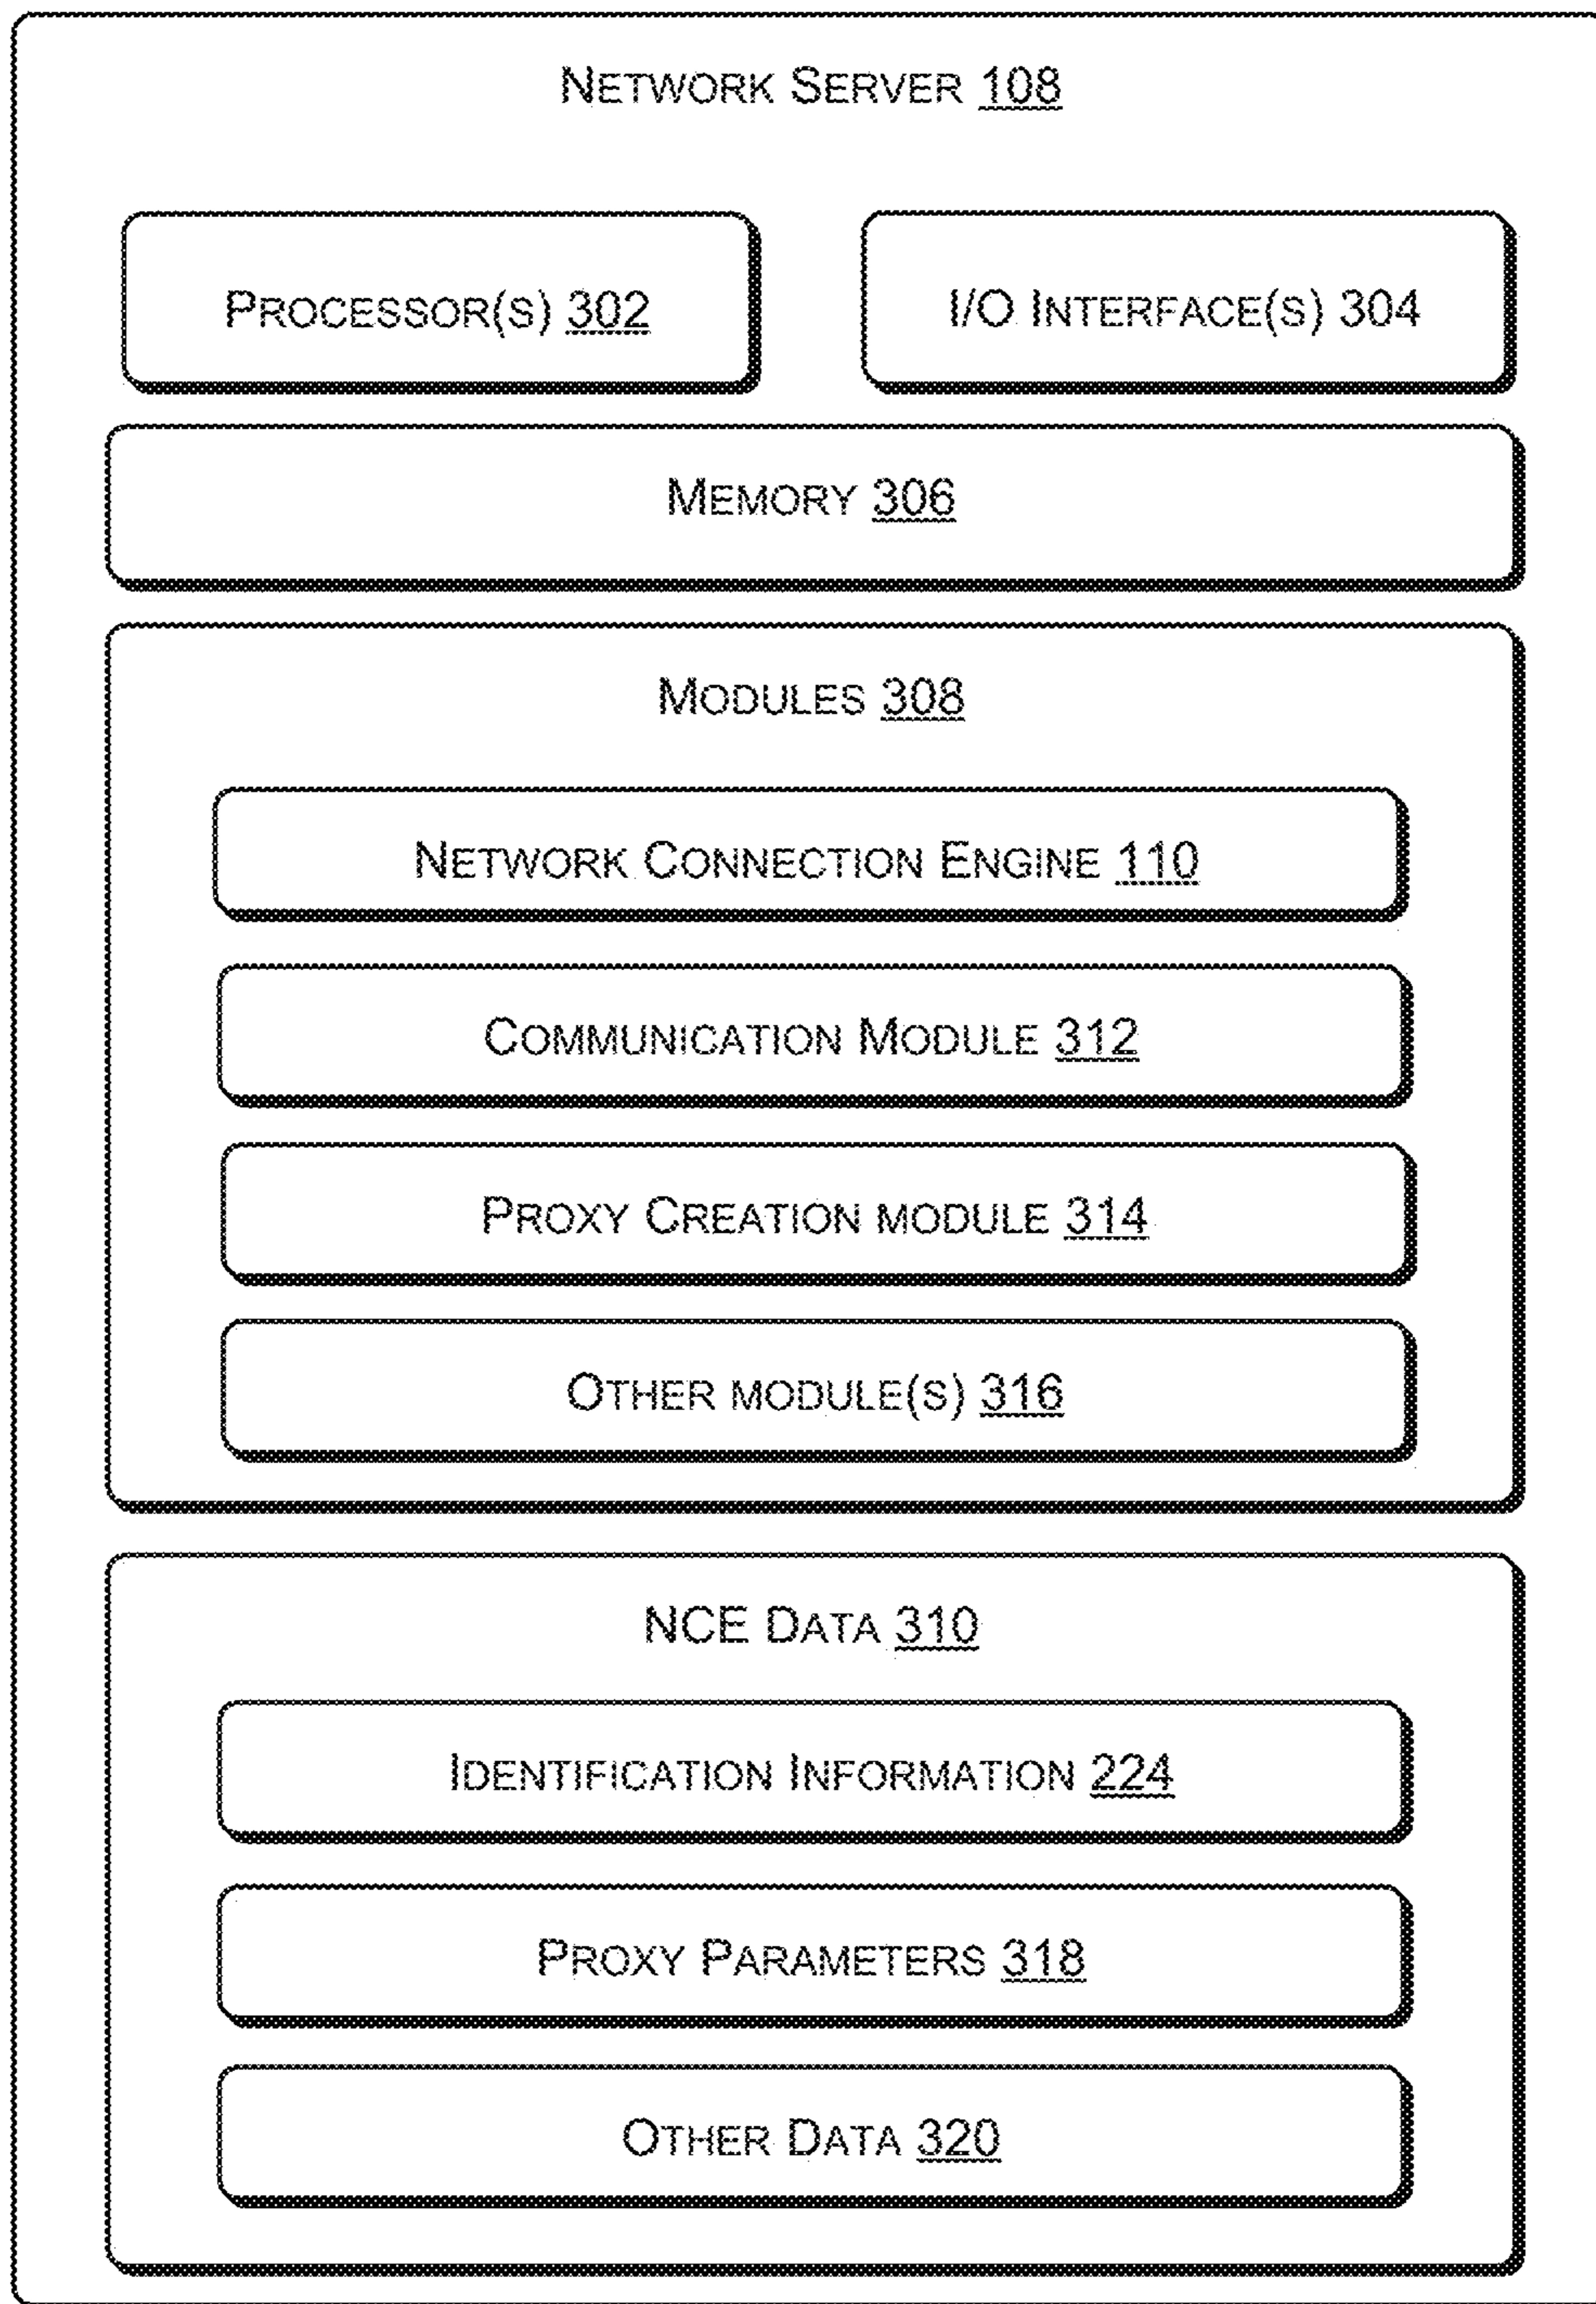 NETWORK SERVER 108
PROCESSOR(S) 302
I/O INTERFACE(S) 304
MEMORY 306
MODULES 308
NETWORK CONNECTION ENGINE 110
COMMUNICATION MODULE 312
PROXY CREATION MODULE 314
OTHER MODULE(S) 316
NCE DATA 310
IDENTIFICATION INFORMATION 224
PROXY PARAMETERS 318
OTHER DATA 320